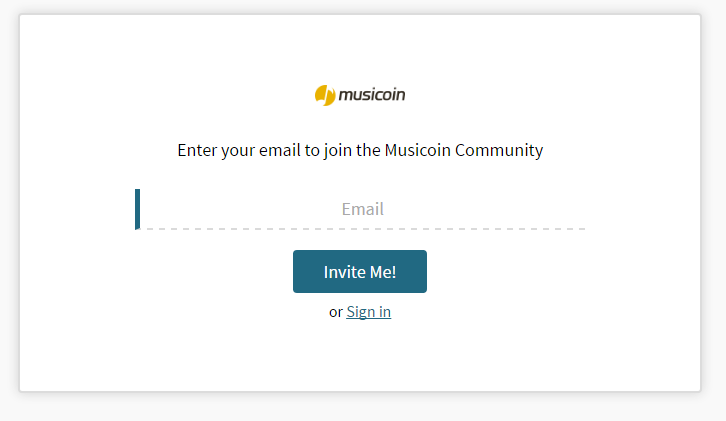 musicoin
Enter your email to join the Musicoin Community
Email
Invite Me!
or Sign in